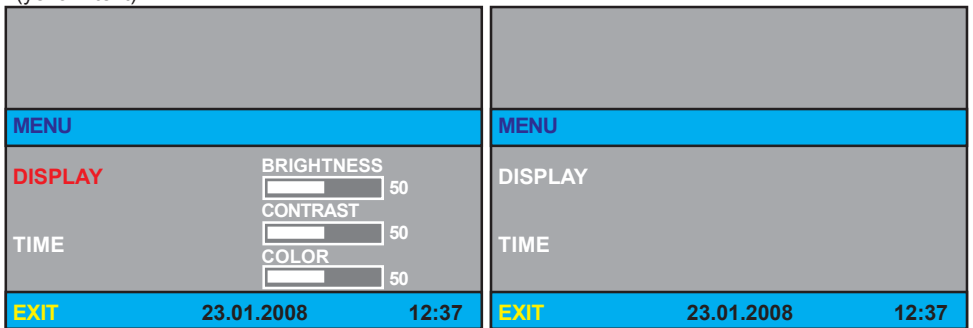 MENU
DISPLAY
BRIGHTNESS
50
CONTRAST
50
TIME
COLOR
50
EXIT 23.01.2008 12:37
MENU
DISPLAY
TIME
EXIT 23.01.2008 12:37